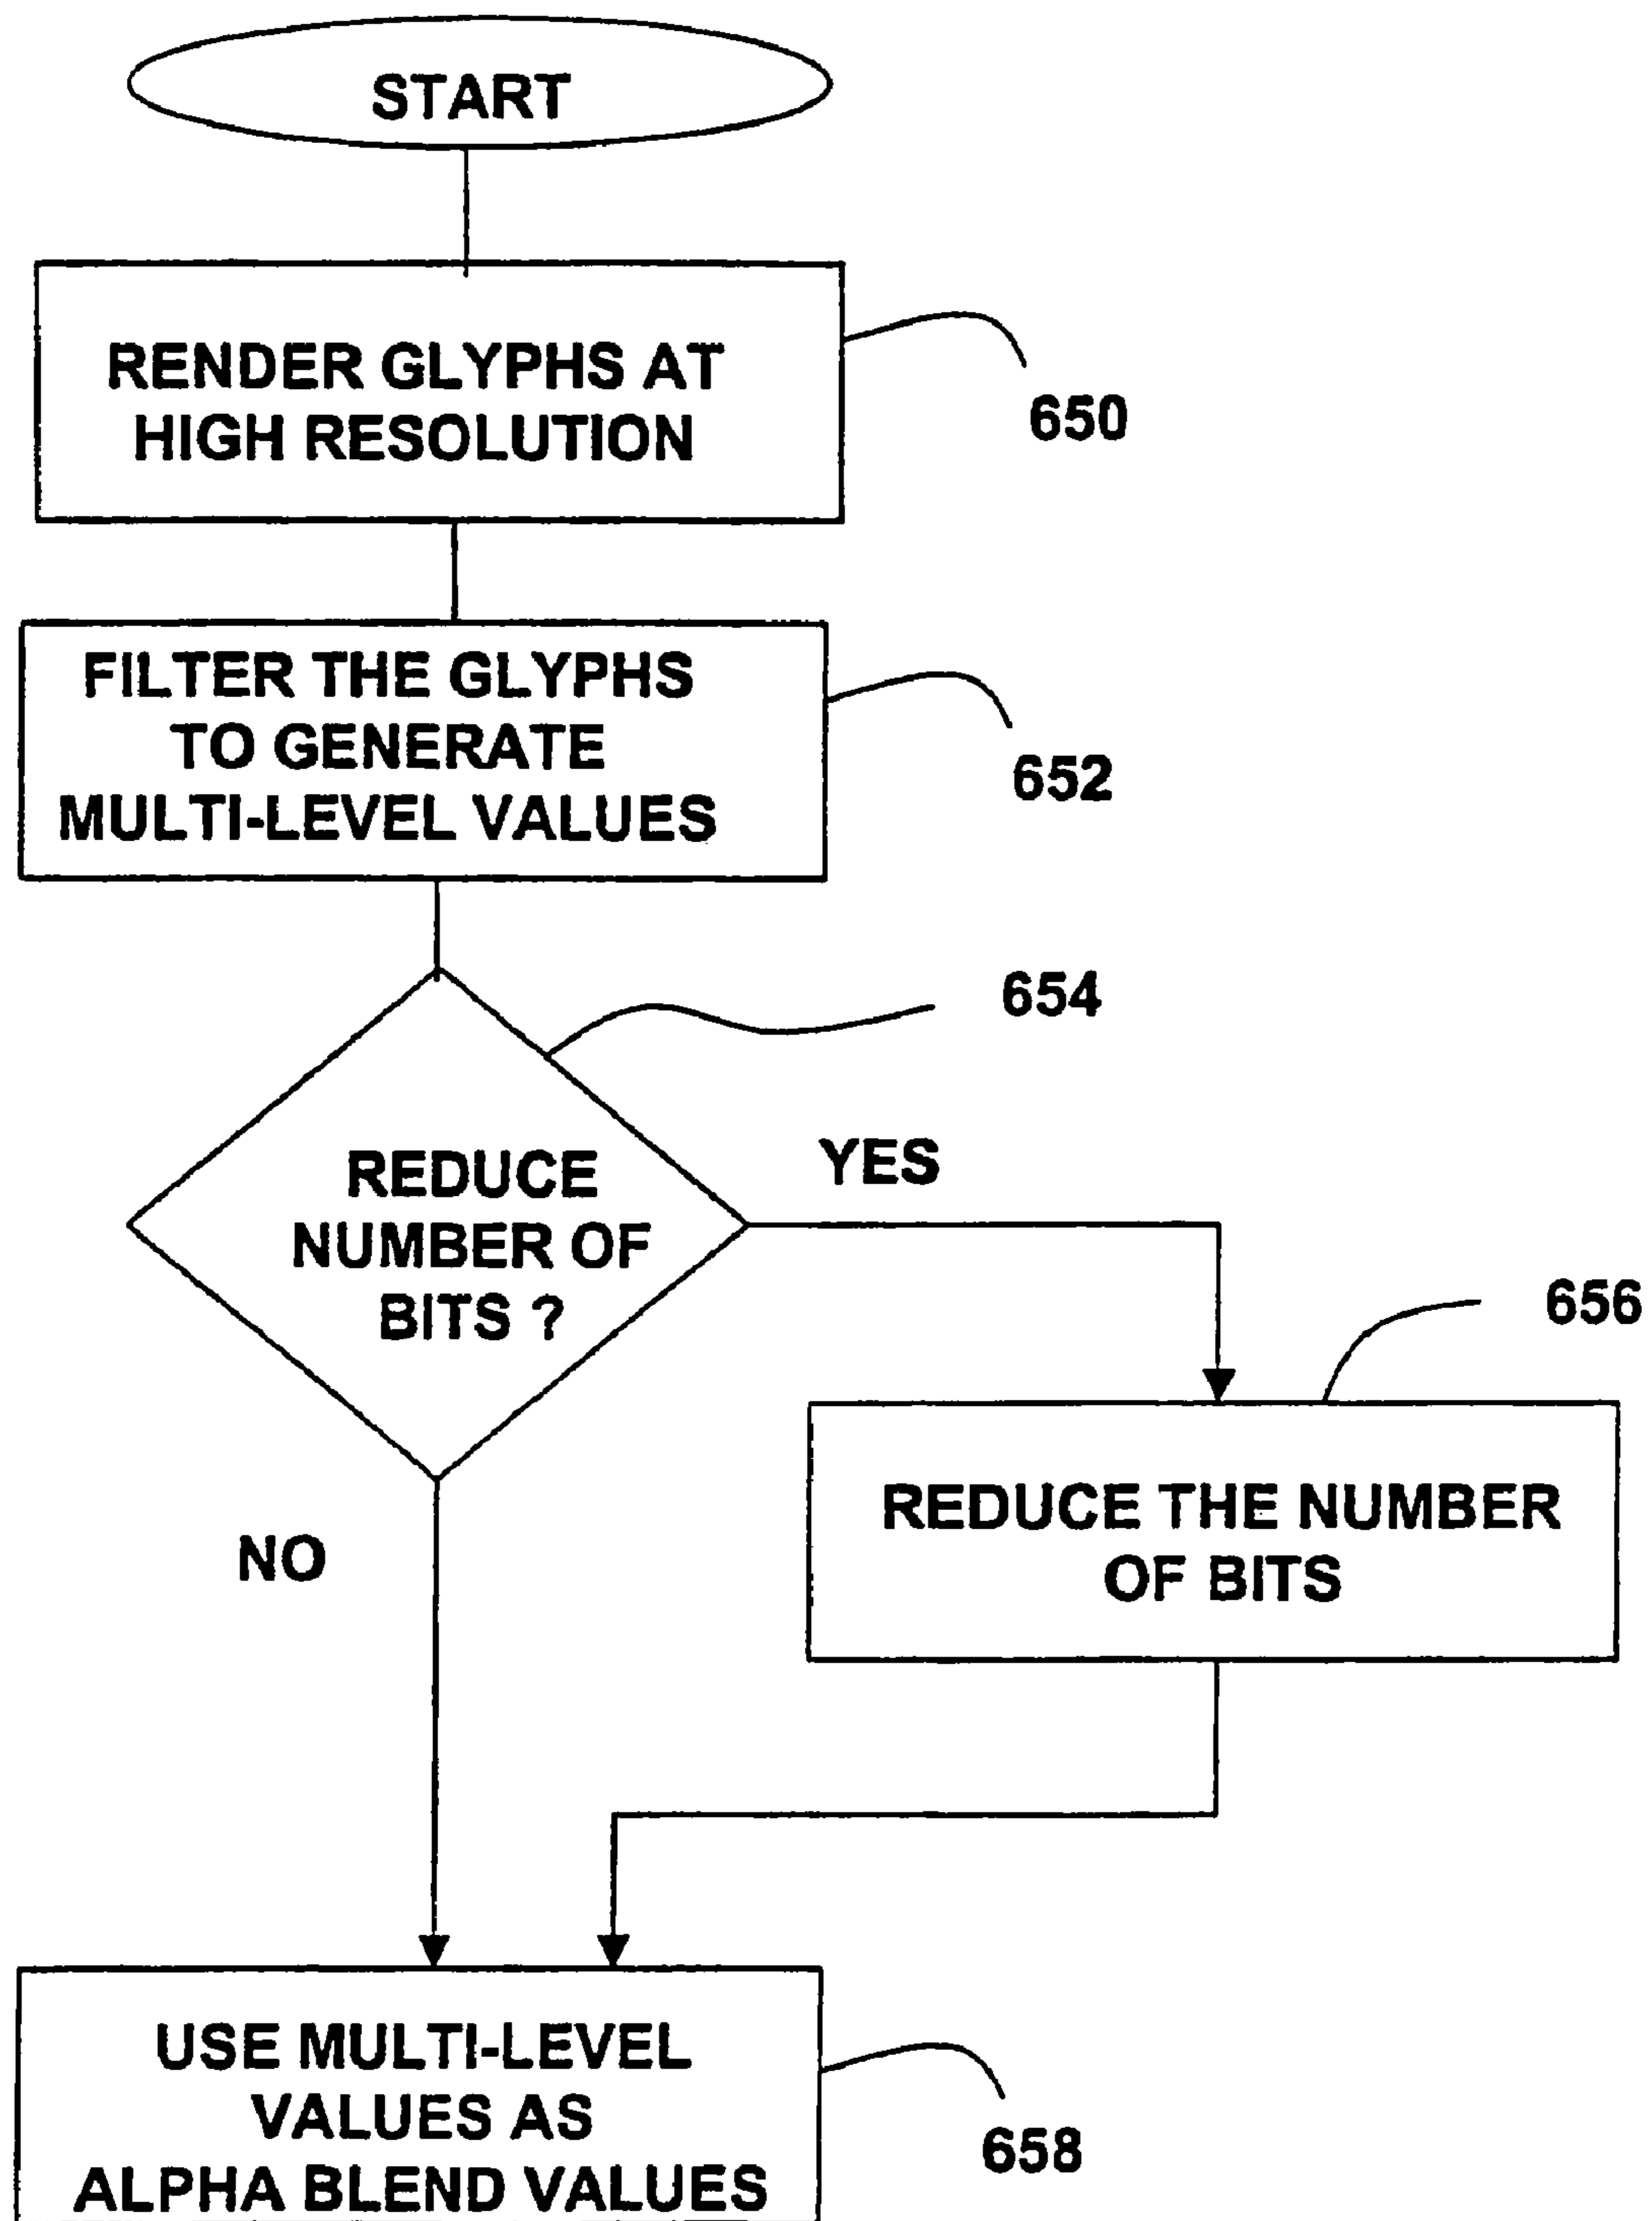 START
RENDER GLYPHS AT
HIGH RESOLUTION
650
FILTER THE GLYPHS
TO GENERATE
MULTI-LEVEL VALUES
652
654
REDUCE
NUMBER OF
BITS ?
YES
656
REDUCE THE NUMBER
OF BITS
NO
USE MULTI-LEVEL
VALUES AS
ALPHA BLEND VALUES
658